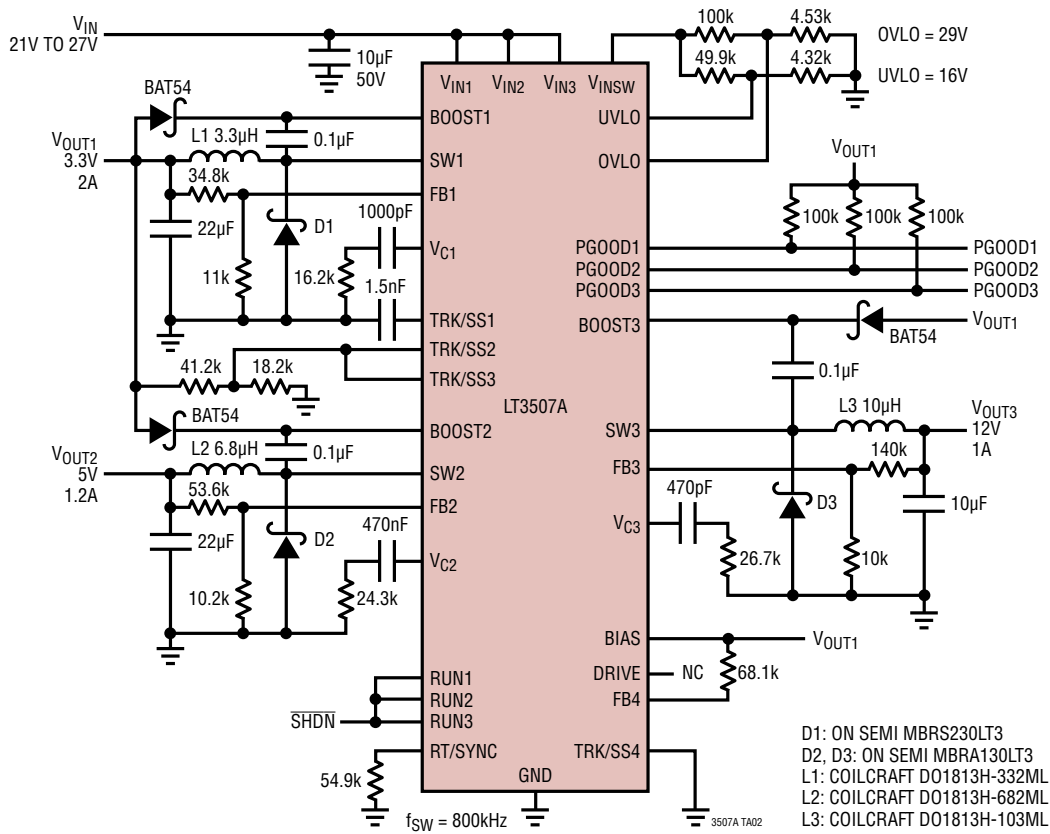 VIN
21V TO 27V
10µF
50V
VIN1
VIN2
VIN3
VINSW
100k
4.53k
49.9k
4.32k
OVLO = 29V
UVLO = 16V
BAT54
BOOST1
UVLO
L1 3.3µH
0.1µF
VOUT1
3.3V
2A
SW1
OVLO
34.8k
FB1
VOUT1
22µF
D1
1000pF
100k
100k
100k
11k
16.2k
VC1
PGOOD1
PGOOD1
1.5nF
PGOOD2
PGOOD2
PGOOD3
PGOOD3
TRK/SS1
BOOST3
VOUT1
BAT54
TRK/SS2
41.2k
18.2k
TRK/SS3
0.1µF
LT3507A
BAT54
BOOST2
SW3
L3 10µH
VOUT3
12V
1A
L2 6.8µH
0.1µF
VOUT2
5V
1.2A
SW2
FB3
140k
53.6k
FB2
470pF
D3
10µF
22µF
D2
470nF
VC3
VC2
26.7k
10k
10.2k
24.3k
BIAS
VOUT1
RUN1
DRIVE
NC
68.1k
RUN2
FB4
SHDN
RUN3
RT/SYNC
TRK/SS4
54.9k
GND
fSW = 800kHz
3507A TA02
D1: ON SEMI MBRS230LT3
D2, D3: ON SEMI MBRA130LT3
L1: COILCRAFT DO1813H-332ML
L2: COILCRAFT DO1813H-682ML
L3: COILCRAFT DO1813H-103ML